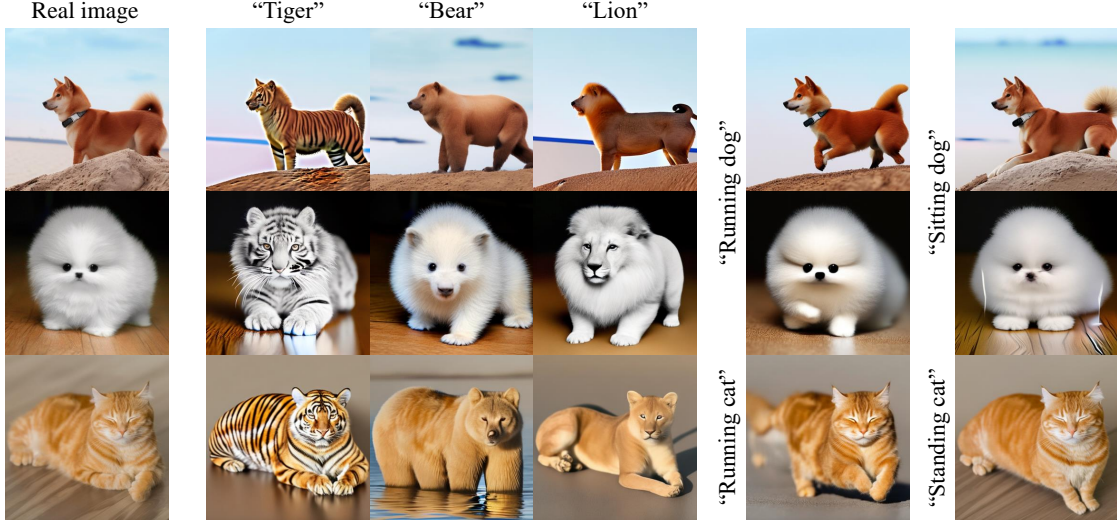 Real image
“Tiger”
“Bear”
“Lion”
“Running dog”
“Sitting dog”
“Running cat”
“Standing cat”